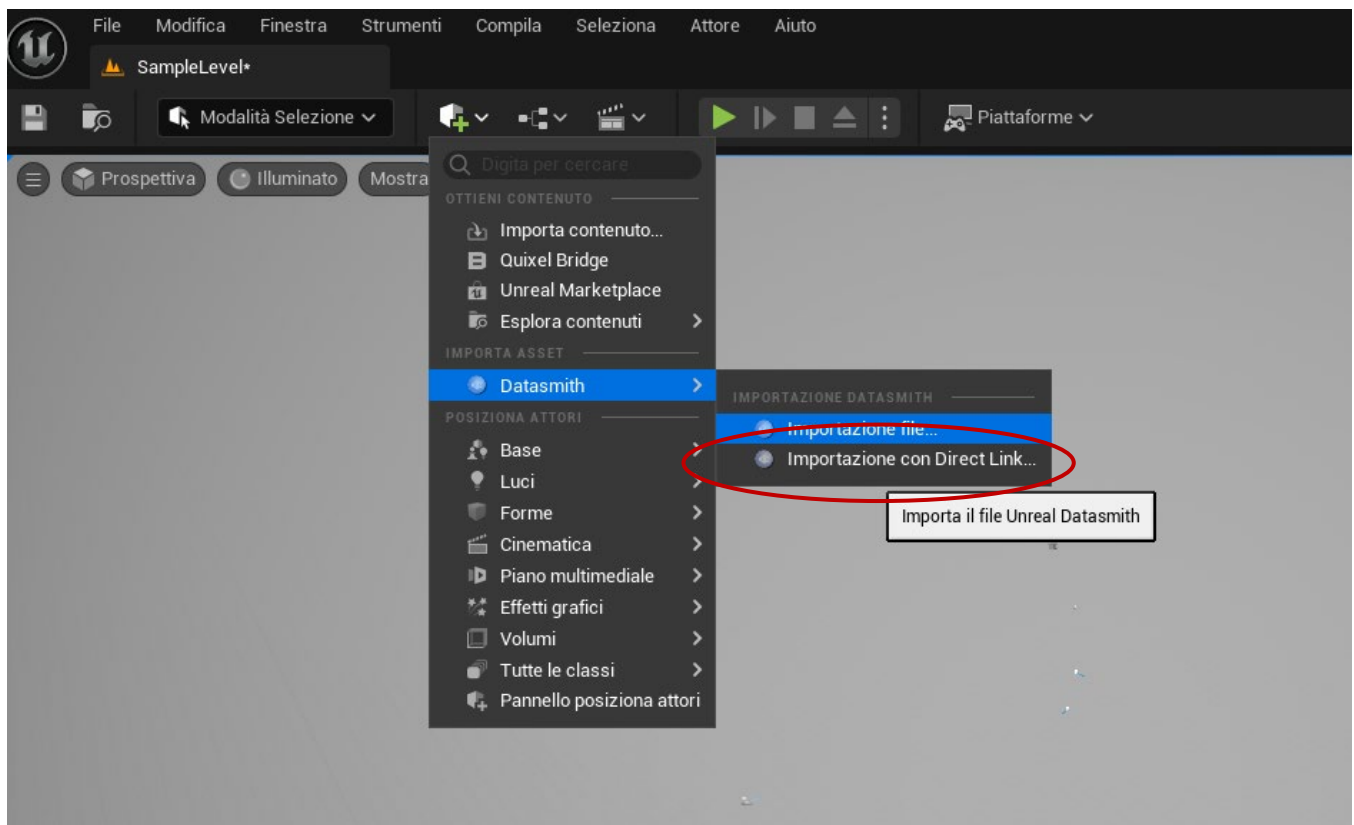 File Modifica Finestra Strumenti Compila Seleziona Attore Aiuto
SampleLevel*
Modalità Selezione Piattaforme
Prospettiva Illuminato Mostra
Digita per cercare
OTTIENI CONTENUTO
Importa contenuto...
Quixel Bridge
Unreal Marketplace
Esplora contenuti
IMPORTA ASSET
Datasmith
IMPORTAZIONE DATASMITH
Importazione file...
Importazione con Direct Link...
Importa il file Unreal Datasmith
POSIZIONA ATTORI
Base
Luci
Forme
Cinematica
Piano multimediale
Effetti grafici
Volumi
Tutte le classi
Pannello posiziona attori